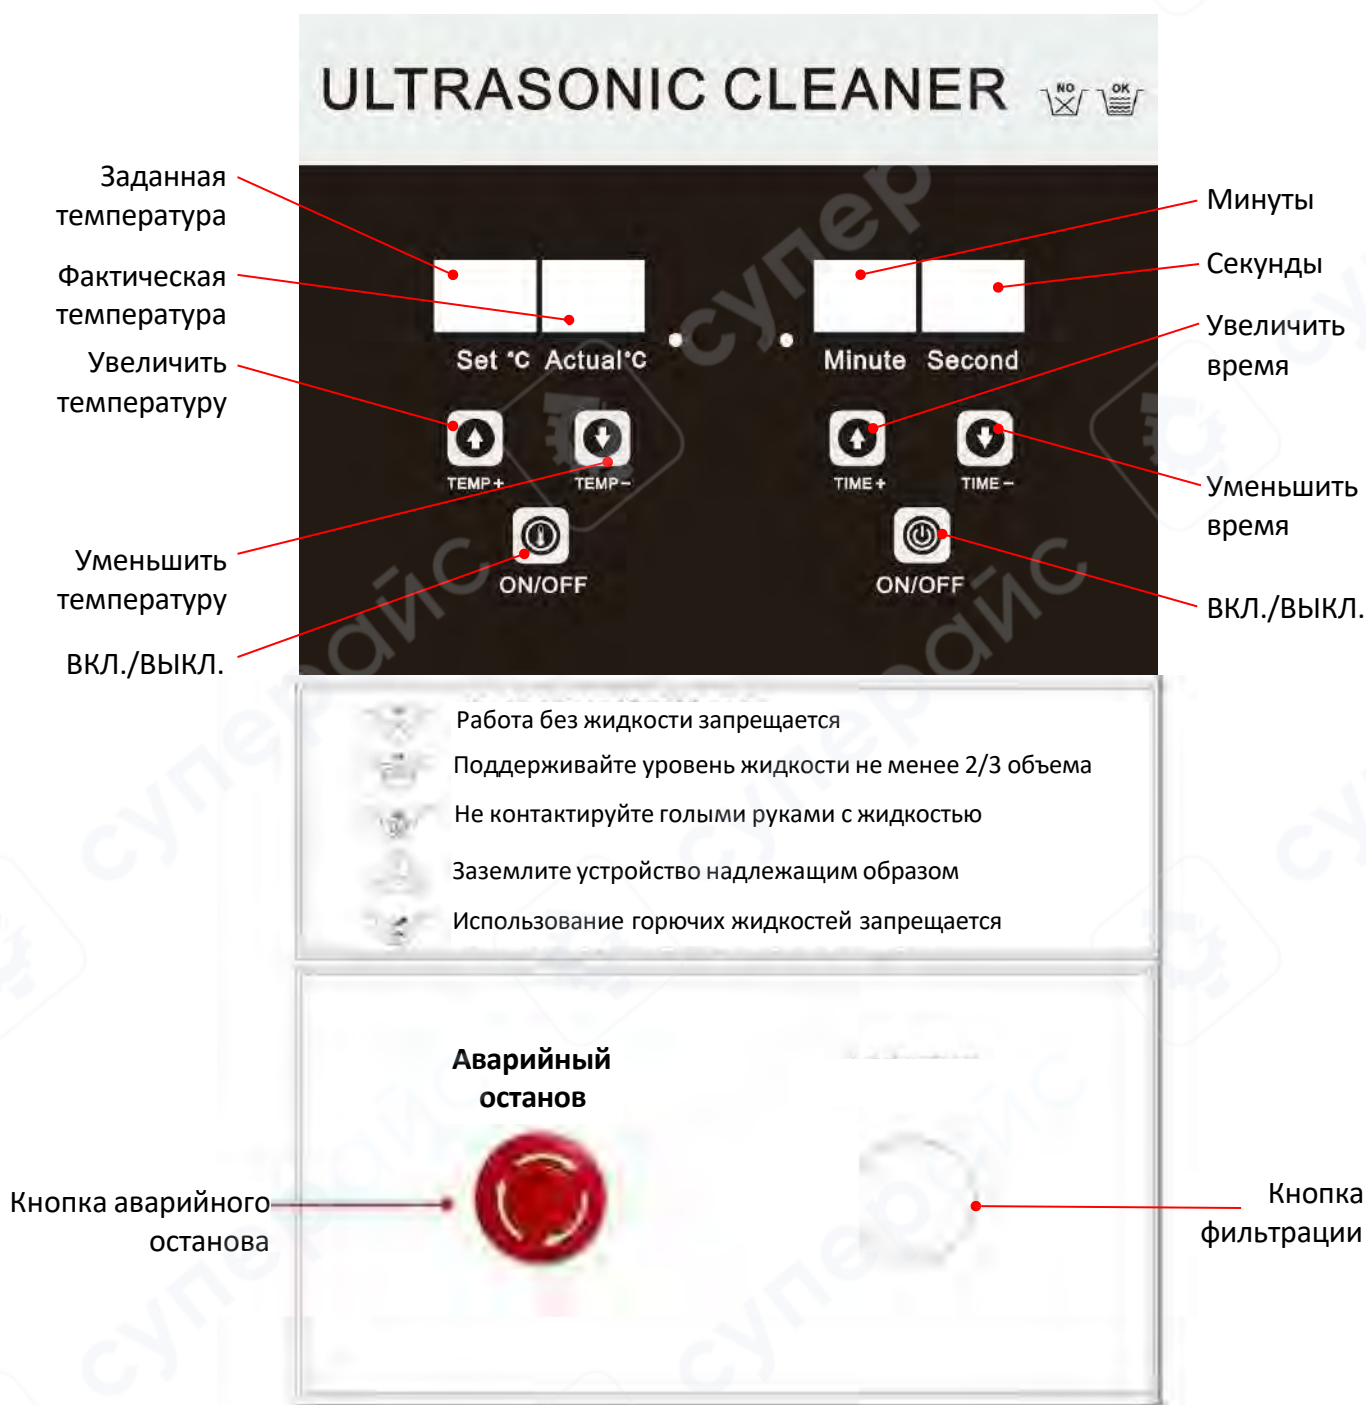 ULTRASONIC CLEANER
NO OK
Заданная
температура
Фактическая
температура
Увеличить
температуру
Уменьшить
температуру
ВКЛ./ВЫКЛ.
Set °C Actual°C
TEMP+ TEMP-
ON/OFF
Minute Second
TIME+ TIME-
ON/OFF
Минуты
Секунды
Увеличить
время
Уменьшить
время
ВКЛ./ВЫКЛ.
Работа без жидкости запрещается
Поддерживайте уровень жидкости не менее 2/3 объема
Не контактируйте голыми руками с жидкостью
Заземлите устройство надлежащим образом
Использование горючих жидкостей запрещается
Аварийный
останов
Кнопка аварийного
останова
Кнопка
фильтрации
суперайс
суперайс